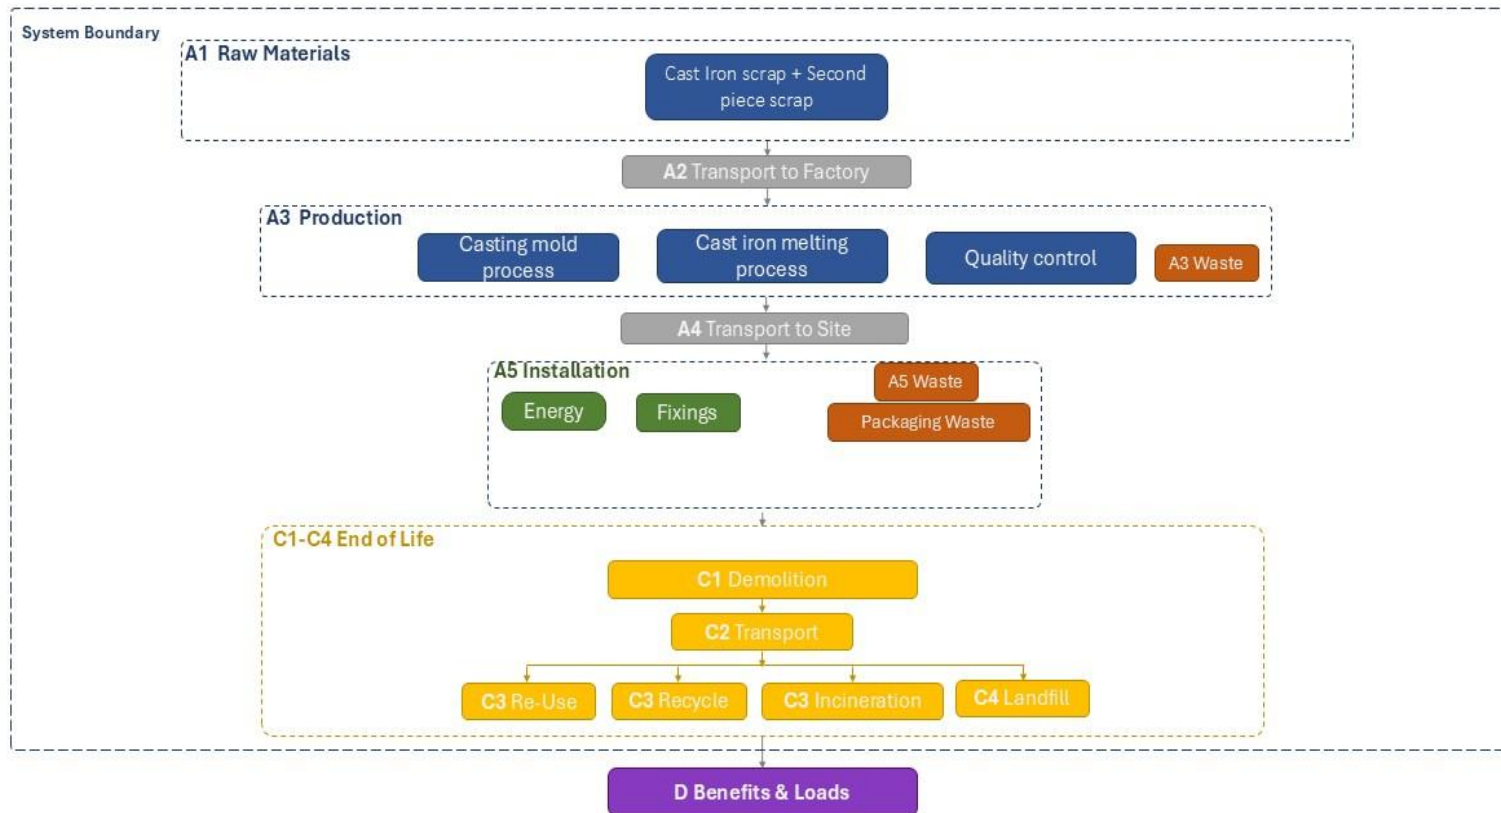 System Boundary
A1 Raw Materials
Cast Iron scrap + Second
piece scrap
A2 Transport to Factory
A3 Production
Casting mold
process
Cast iron melting
process
Quality control
A3 Waste
A4 Transport to Site
A5 Installation
Energy
Fixings
A5 Waste
Packaging Waste
C1-C4 End of Life
C1 Demolition
C2 Transport
C3 Re-Use
C3 Recycle
C3 Incineration
C4 Landfill
D Benefits & Loads